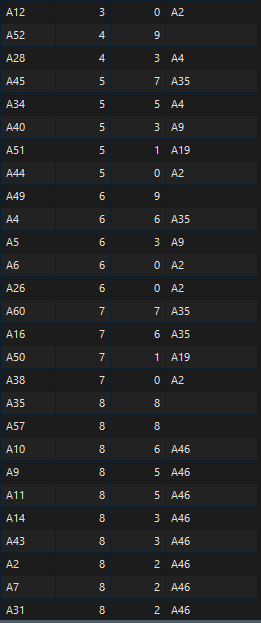 A12 3 0 A2
A52 4 9
A28 4 3 A4
A45 5 7 A35
A34 5 5 A4
A40 5 3 A9
A51 5 1 A19
A44 5 0 A2
A49 6 9
A4 6 6 A35
A5 6 3 A9
A6 6 0 A2
A26 6 0 A2
A60 7 7 A35
A16 7 6 A35
A50 7 1 A19
A38 7 0 A2
A35 8 8
A57 8 8
A10 8 6 A46
A9 8 5 A46
A11 8 5 A46
A14 8 3 A46
A43 8 3 A46
A2 8 2 A46
A7 8 2 A46
A31 8 2 A46